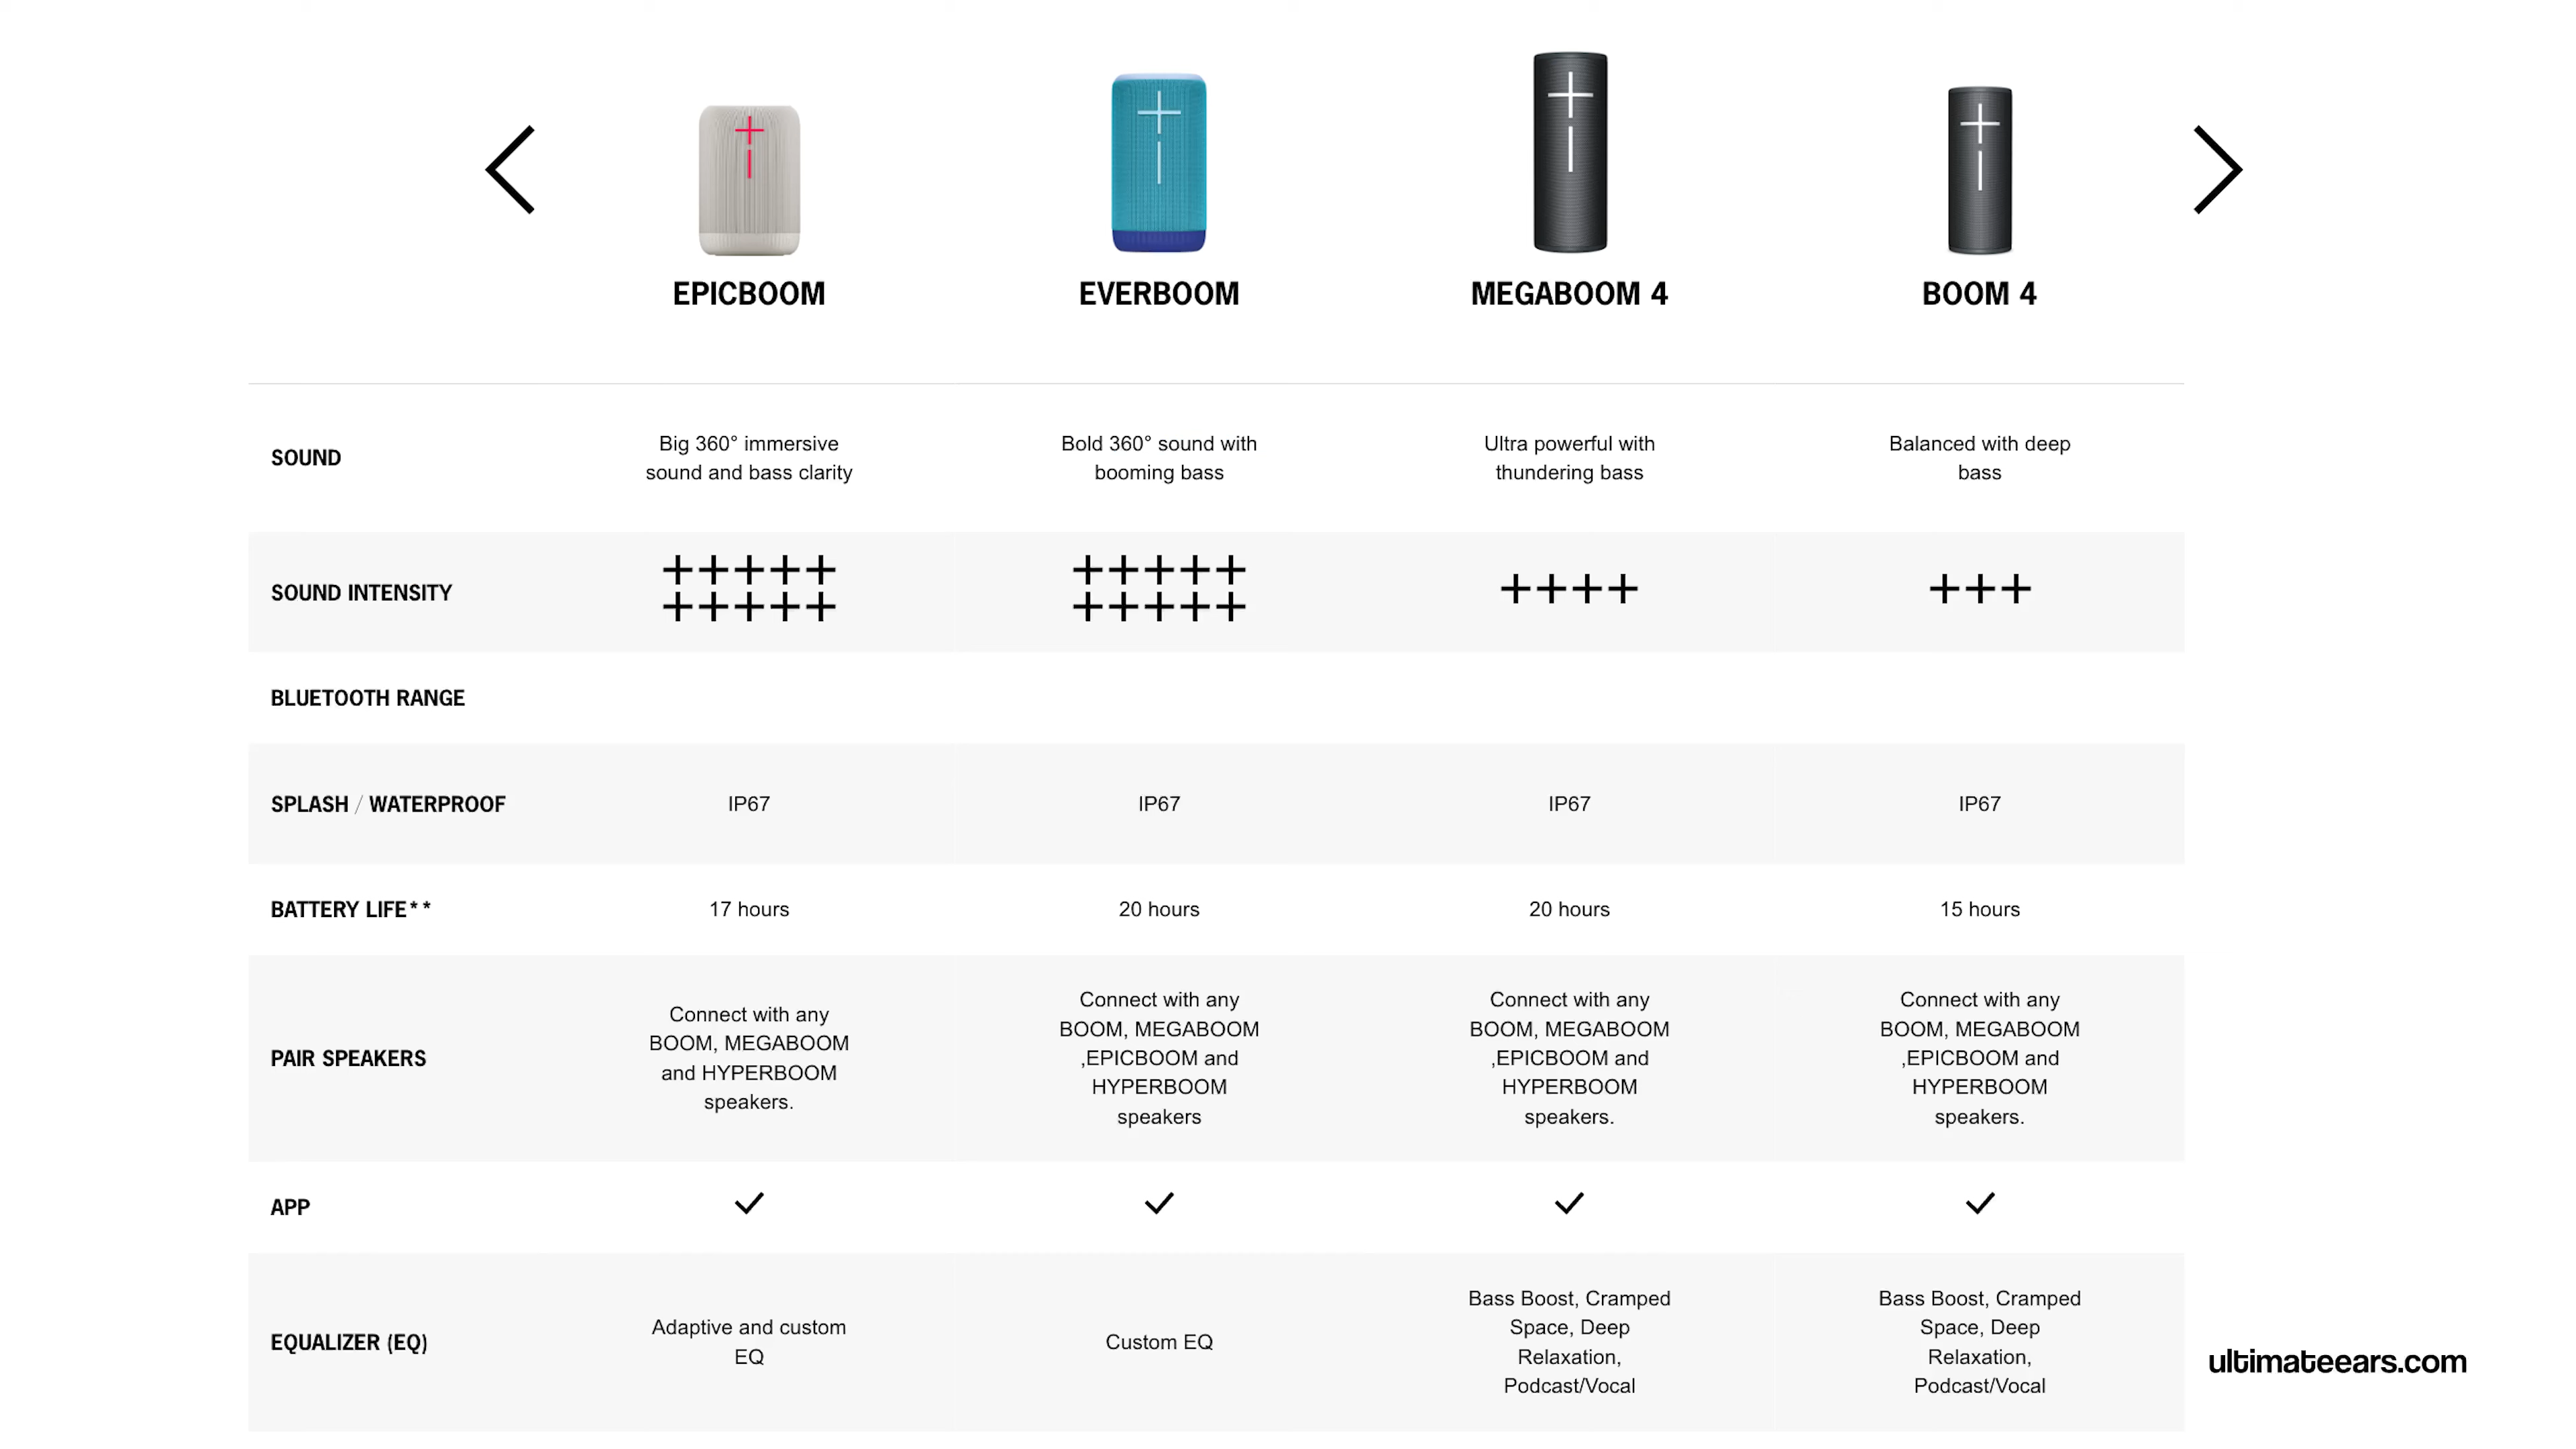 EPICBOOM
EVERBOOM
MEGABOOM 4
BOOM 4
SOUND
Big 360° immersive
sound and bass clarity
Bold 360° sound with
booming bass
Ultra powerful with
thundering bass
Balanced with deep
bass
SOUND INTENSITY
+++++
+++++
+++++
+++++
++++
+++
BLUETOOTH RANGE
SPLASH / WATERPROOF
IP67
IP67
IP67
IP67
BATTERY LIFE**
17 hours
20 hours
20 hours
15 hours
PAIR SPEAKERS
Connect with any
BOOM, MEGABOOM
and HYPERBOOM
speakers.
Connect with any
BOOM, MEGABOOM
,EPICBOOM and
HYPERBOOM
speakers
Connect with any
BOOM, MEGABOOM
,EPICBOOM and
HYPERBOOM
speakers.
Connect with any
BOOM, MEGABOOM
,EPICBOOM and
HYPERBOOM
speakers.
APP
EQUALIZER (EQ)
Adaptive and custom
EQ
Custom EQ
Bass Boost, Cramped
Space, Deep
Relaxation,
Podcast/Vocal
Bass Boost, Cramped
Space, Deep
Relaxation,
Podcast/Vocal
ultimateears.com